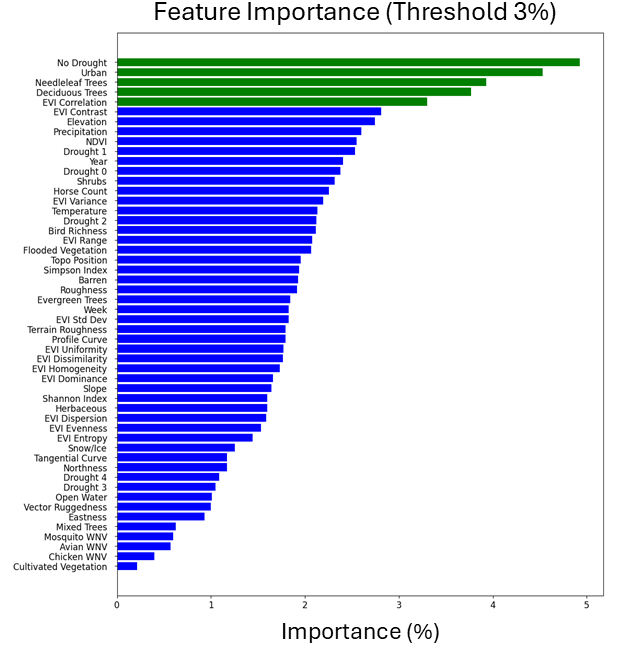 Feature Importance (Threshold 3%)
No Drought
Urban
Needleleaf Trees
Deciduous Trees
EVI Correlation
EVI Contrast
Elevation
Precipitation
NDVI
Drought 1
Year
Drought 0
Shrubs
Horse Count
EVI Variance
Temperature
Drought 2
Bird Richness
EVI Range
Flooded Vegetation
Topo Position
Simpson Index
Barren
Roughness
Evergreen Trees
Week
EVI Std Dev
Terrain Roughness
Profile Curve
EVI Uniformity
EVI Dissimilarity
EVI Homogeneity
EVI Dominance
Slope
Shannon Index
Herbaceous
EVI Dispersion
EVI Evenness
EVI Entropy
Snow/Ice
Tangential Curve
Northness
Drought 4
Drought 3
Open Water
Vector Ruggedness
Eastness
Mixed Trees
Mosquito WNV
Avian WNV
Chicken WNV
Cultivated Vegetation
0 1 2 3 4 5
Importance (%)